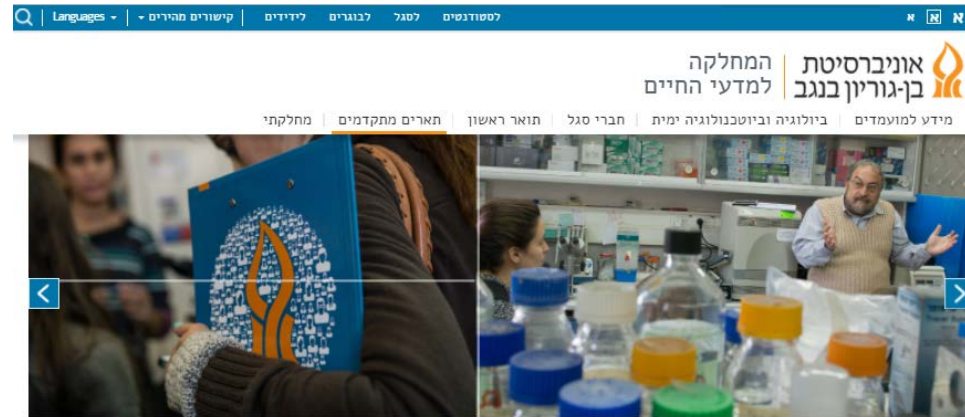 א א א
לסטודנטים לסגל לבוגרים לידידים | קישורים מהירים | Languages
אוניברסיטת
בן-גוריון בנגב
המחלקה
למדעי החיים
מידע למועמדים | ביולוגיה וביוטכנולוגיה ימית | חברי סגל | תואר ראשון | תארים מתקדמים | מחלקתי